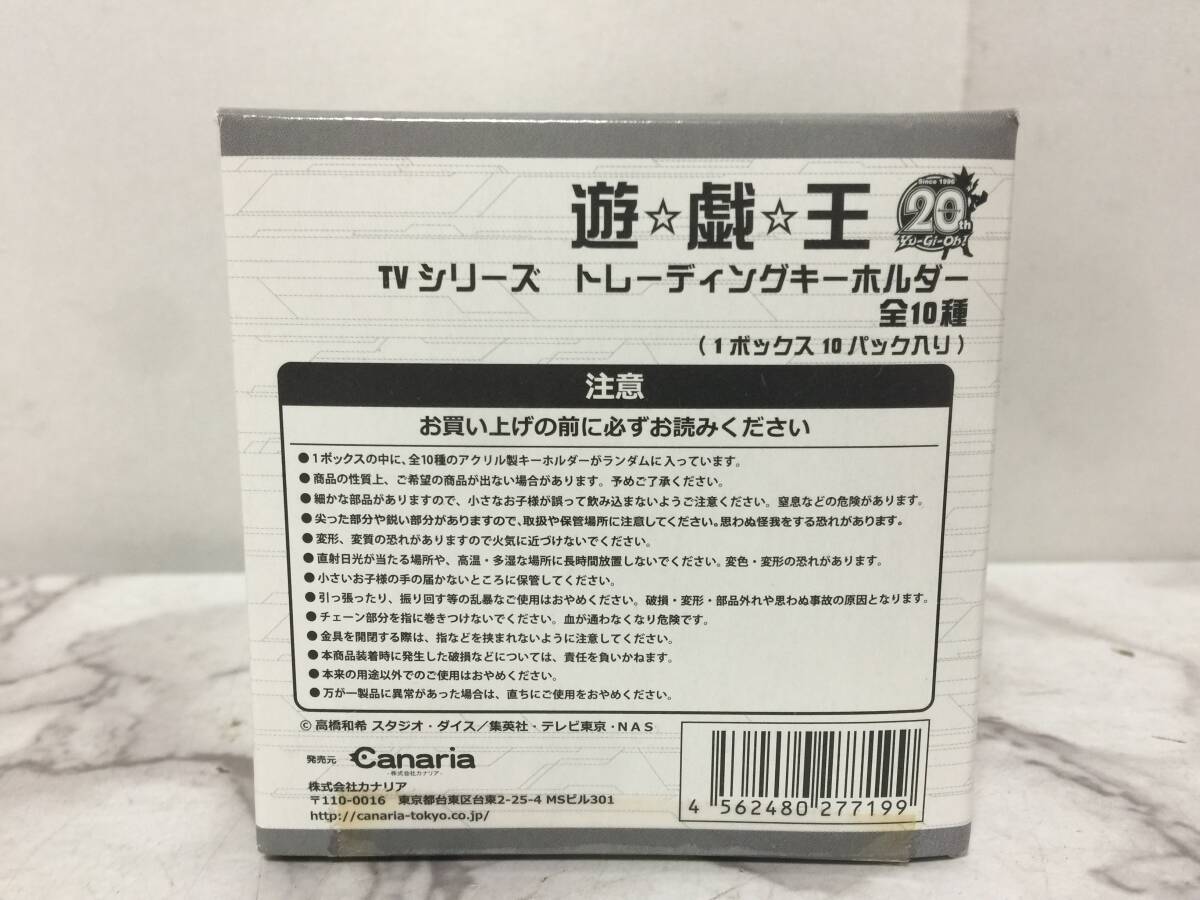 遊☆戯☆王
Since 1996
20th
Yu-Gi-Oh!
TVシリーズ トレーディングキーホルダー
全10種
(1ボックス10パック入り)
注意
お買い上げの前に必ずお読みください
●1ボックスの中に、全10種のアクリル製キーホルダーがランダムに入っています。
●商品の性質上、ご希望の商品が出ない場合があります。予めご了承ください。
●細かな部品がありますので、小さなお子様が誤って飲み込まないようご注意ください。窒息などの危険があります。
●尖った部分や鋭い部分がありますので、取扱や保管場所に注意してください。思わぬ怪我をする恐れがあります。
●変形、変質の恐れがありますので火気に近づけないでください。
●直射日光が当たる場所や、高温・多湿な場所に長時間放置しないでください。変色・変形の恐れがあります。
●小さいお子様の手の届かないところに保管してください。
●引っ張ったり、振り回す等の乱暴なご使用はおやめください。破損・変形・部品外れや思わぬ事故の原因となります。
●チェーン部分を指に巻きつけないでください。血が通わなくなり危険です。
●金具を開閉する際は、指などを挟まれないように注意してください。
●本商品装着時に発生した破損などについては、責任を負いかねます。
●本来の用途以外でのご使用はおやめください。
●万が一製品に異常があった場合は、直ちにご使用をおやめください。
©高橋和希 スタジオ・ダイス／集英社・テレビ東京・NAS
発売元 Canaria
-株式会社カナリア-
株式会社カナリア
〒110-0016 東京都台東区台東2-25-4 MSビル301
http://canaria-tokyo.co.jp/
4 562480 277199